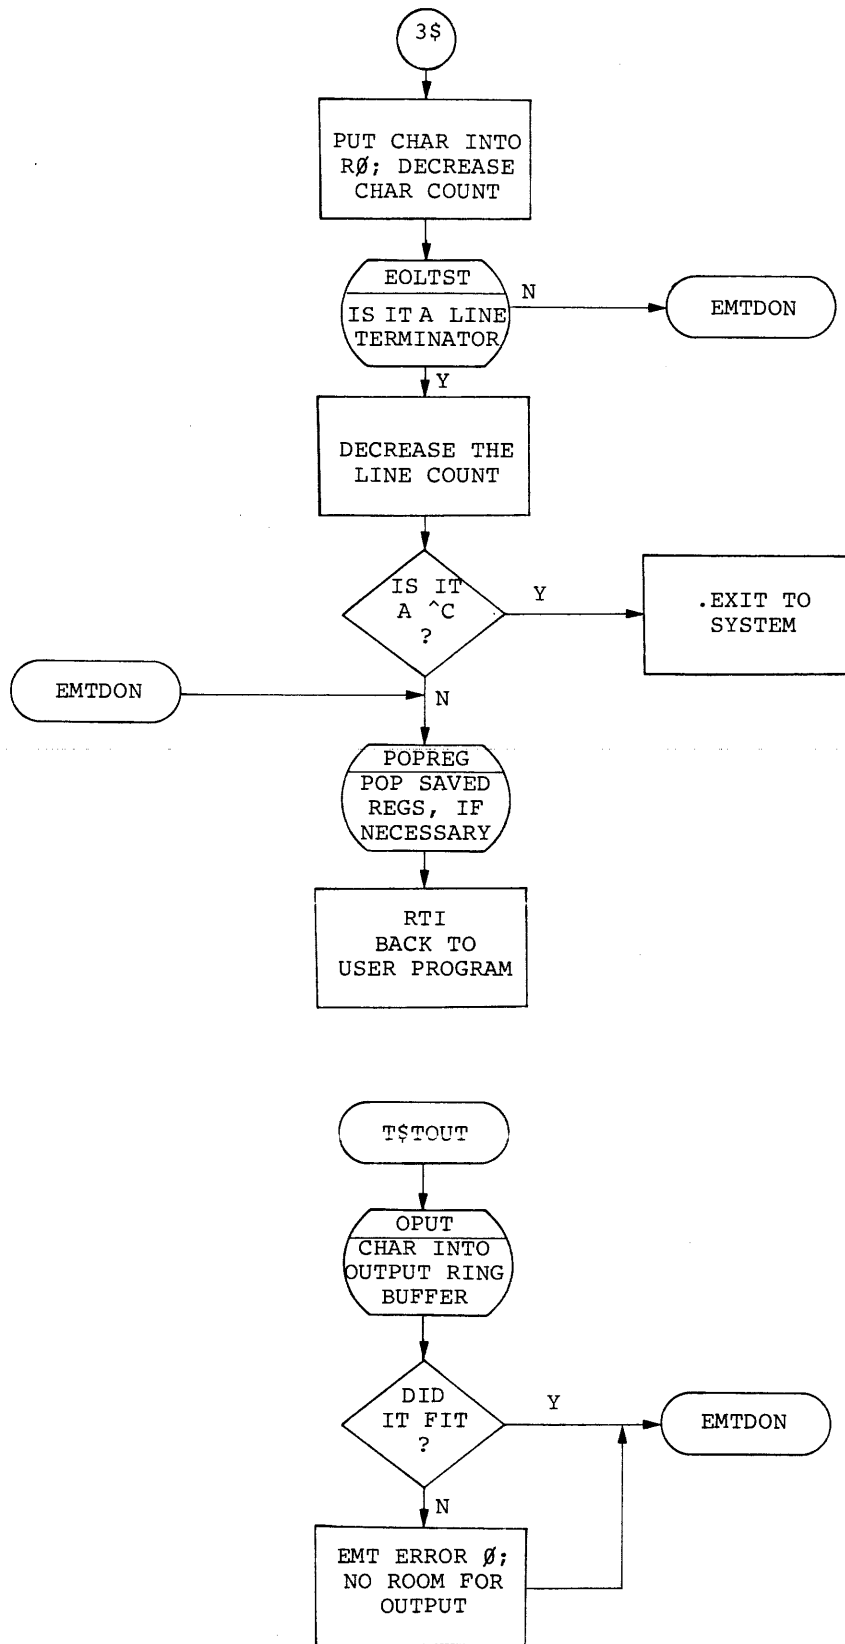 3$
PUT CHAR INTO
RØ; DECREASE
CHAR COUNT
EOLTST
IS IT A LINE
TERMINATOR
N
EMTDON
Y
DECREASE THE
LINE COUNT
IS IT
A ^C
?
Y
.EXIT TO
SYSTEM
EMTDON
N
POPREG
POP SAVED
REGS, IF
NECESSARY
RTI
BACK TO
USER PROGRAM
T$TOUT
OPUT
CHAR INTO
OUTPUT RING
BUFFER
DID
IT FIT
?
Y
EMTDON
N
EMT ERROR Ø;
NO ROOM FOR
OUTPUT